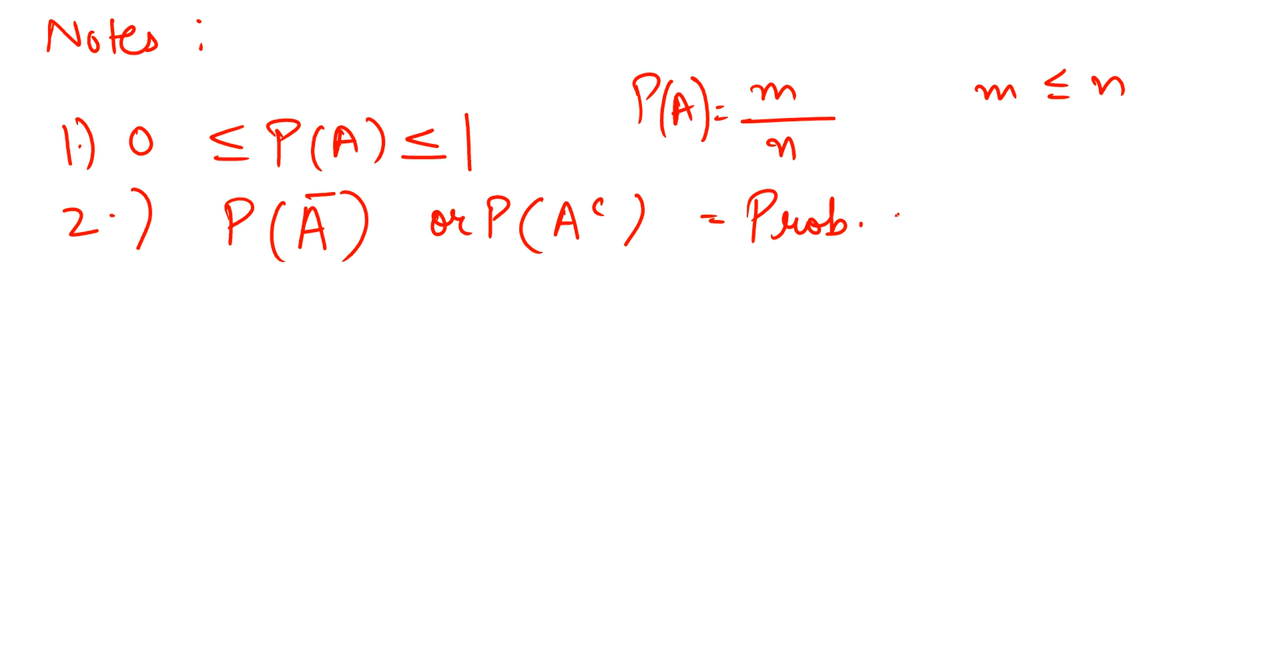 Notes :
P(A) = m/n    m ≤ n
1.) 0 ≤ P(A) ≤ 1
2.) P(Ā) or P(Aᶜ) = Prob.